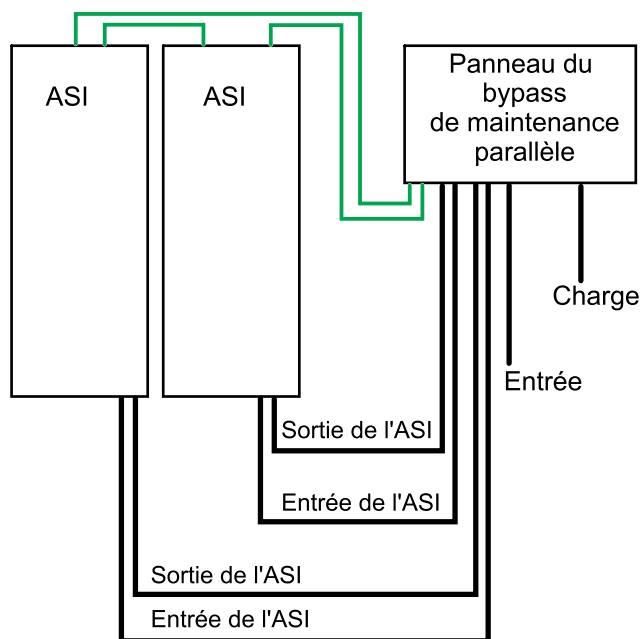 ASI
ASI
Panneau du
bypass
de maintenance
parallèle
Charge
Entrée
Sortie de l'ASI
Entrée de l'ASI
Sortie de l'ASI
Entrée de l'ASI